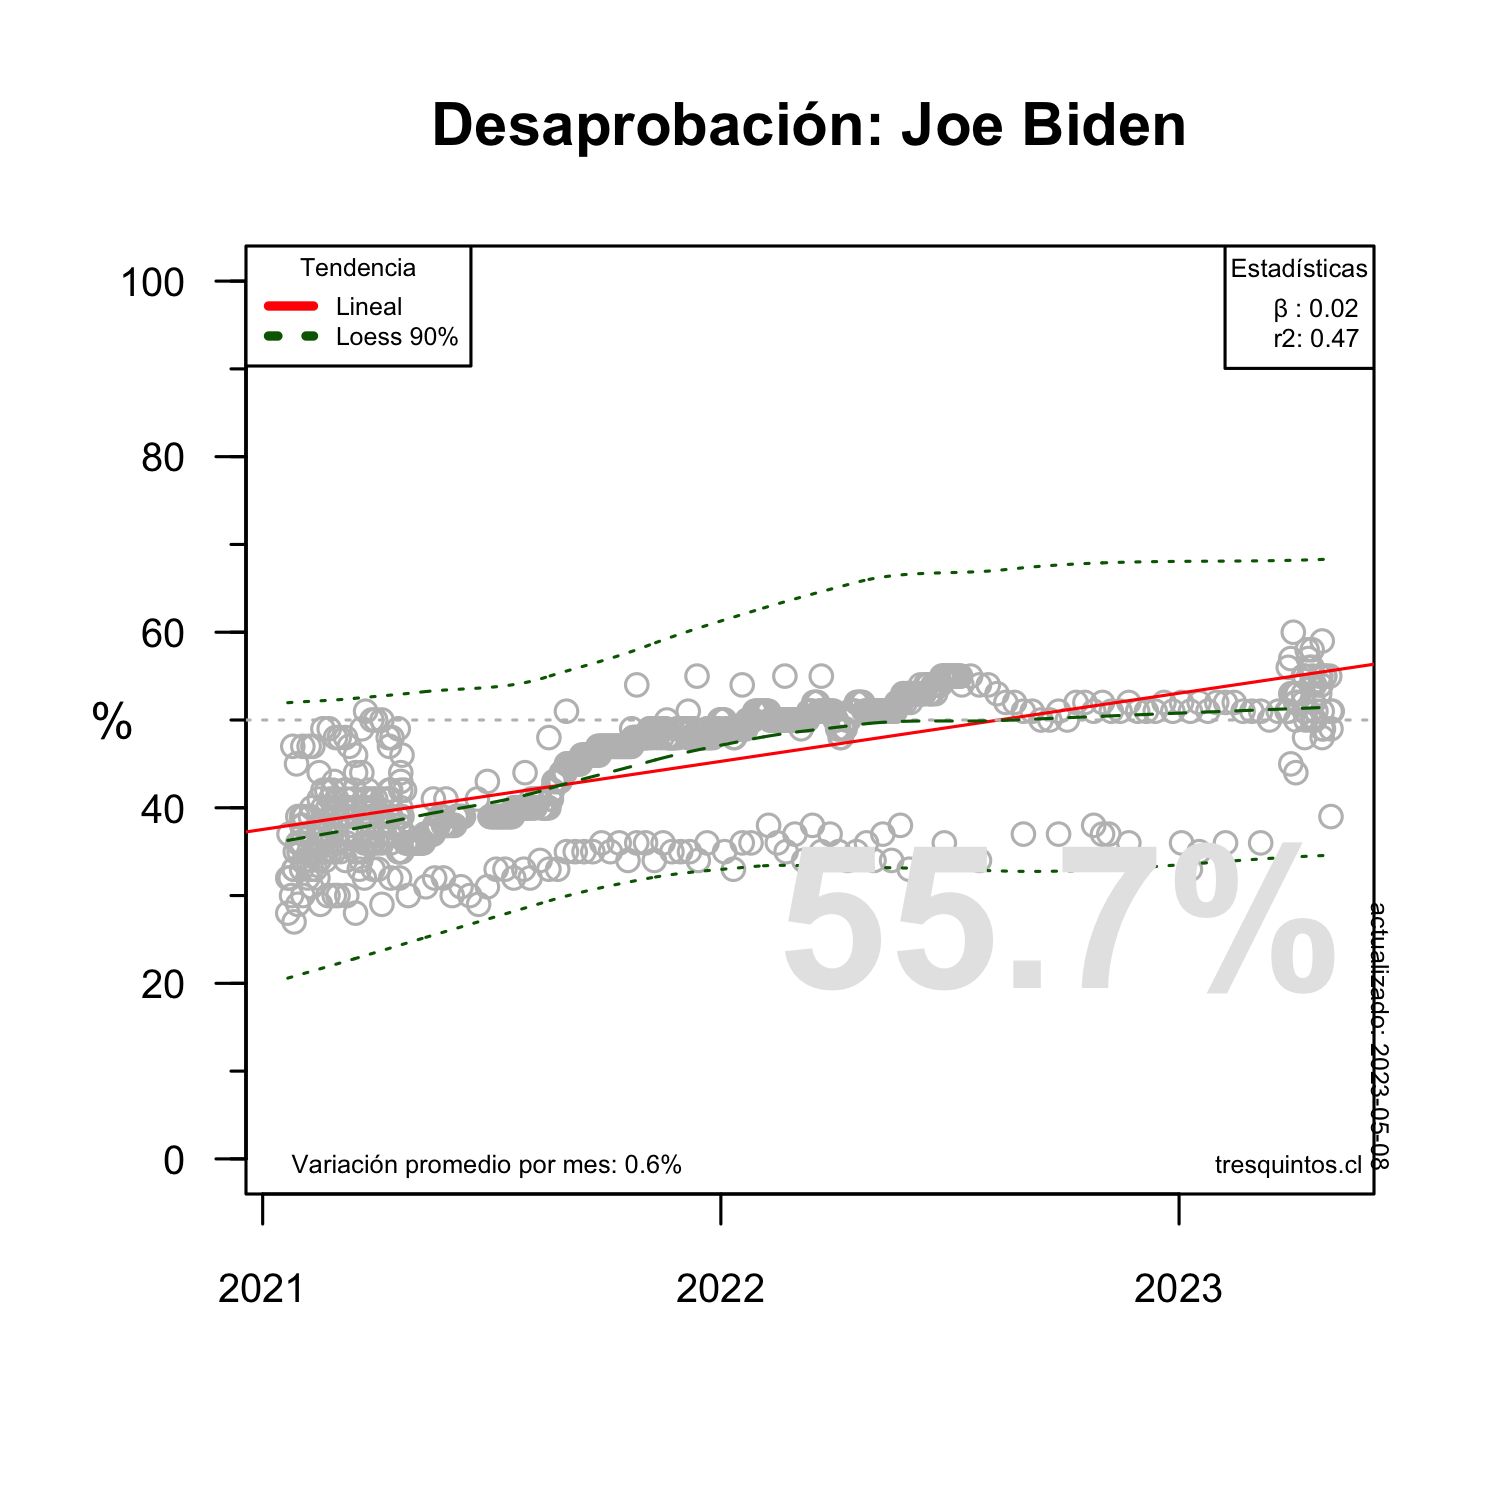 Desaprobación: Joe Biden
Tendencia
Lineal
Loess 90%
Estadísticas
β : 0.02
r2: 0.47
%
100
80
60
40
20
0
55.7%
actualizado: 2023-05-08
Variación promedio por mes: 0.6%
tresquintos.cl
2021
2022
2023